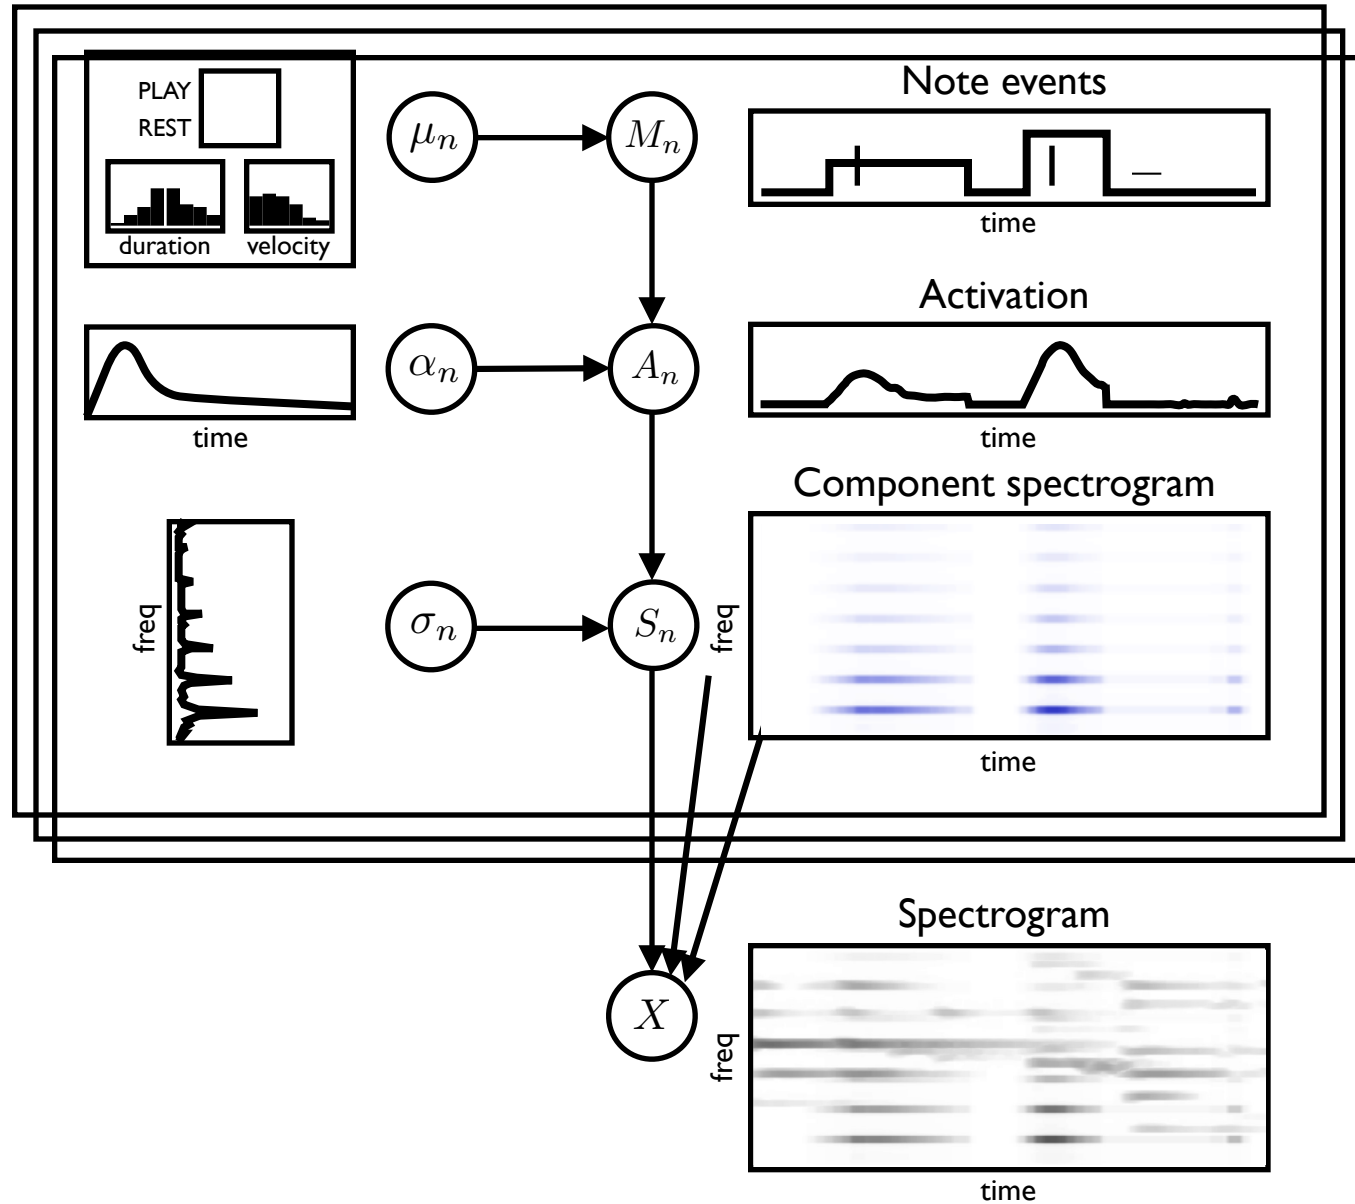 PLAY
REST
duration
velocity
μₙ
Mₙ
Note events
time
time
αₙ
Aₙ
Activation
time
freq
σₙ
Sₙ
Component spectrogram
freq
time
X
Spectrogram
freq
time